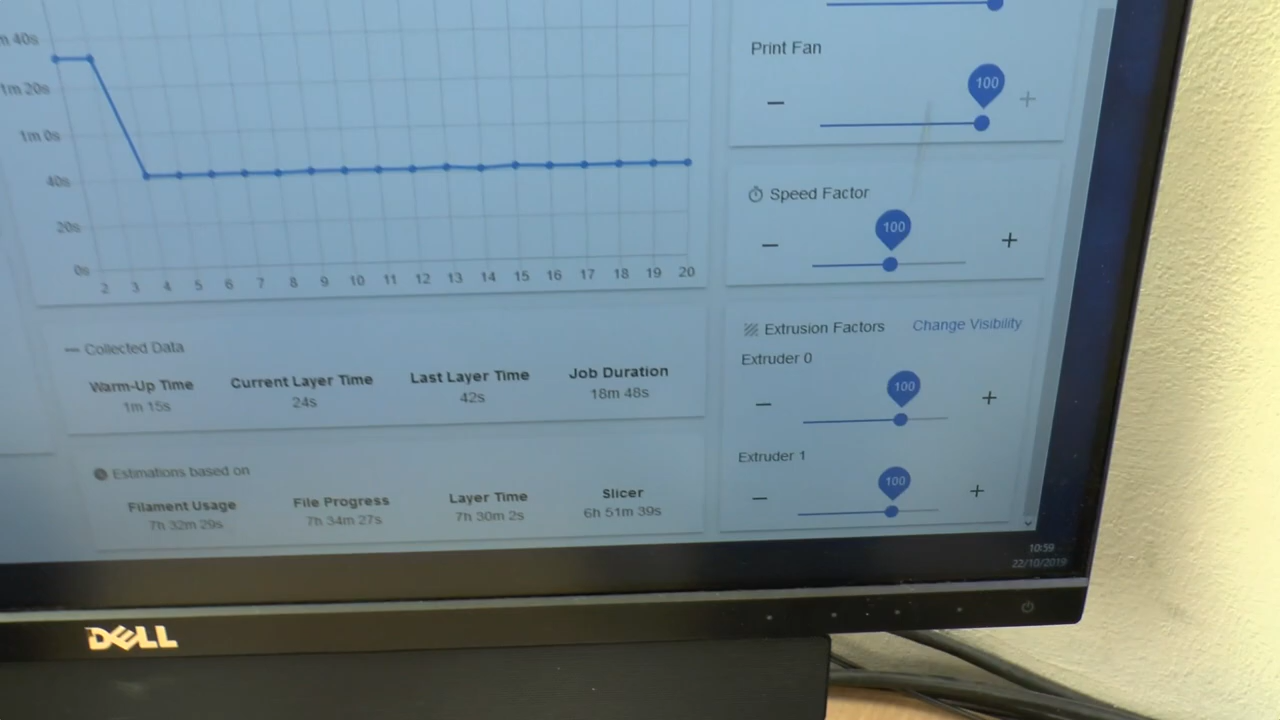 40s
1m 20s
1m 0s
40s
20s
0s
2 3 4 5 6 7 8 9 10 11 12 13 14 15 16 17 18 19 20
Collected Data
Warm-Up Time Current Layer Time Last Layer Time Job Duration
1m 15s 24s 42s 18m 48s
Estimations based on
Filament Usage File Progress Layer Time Slicer
7h 32m 29s 7h 34m 27s 7h 30m 2s 6h 51m 39s
Print Fan
100
Speed Factor
100
Extrusion Factors Change Visibility
Extruder 0
100
Extruder 1
100
10:59
22/10/2019
DELL